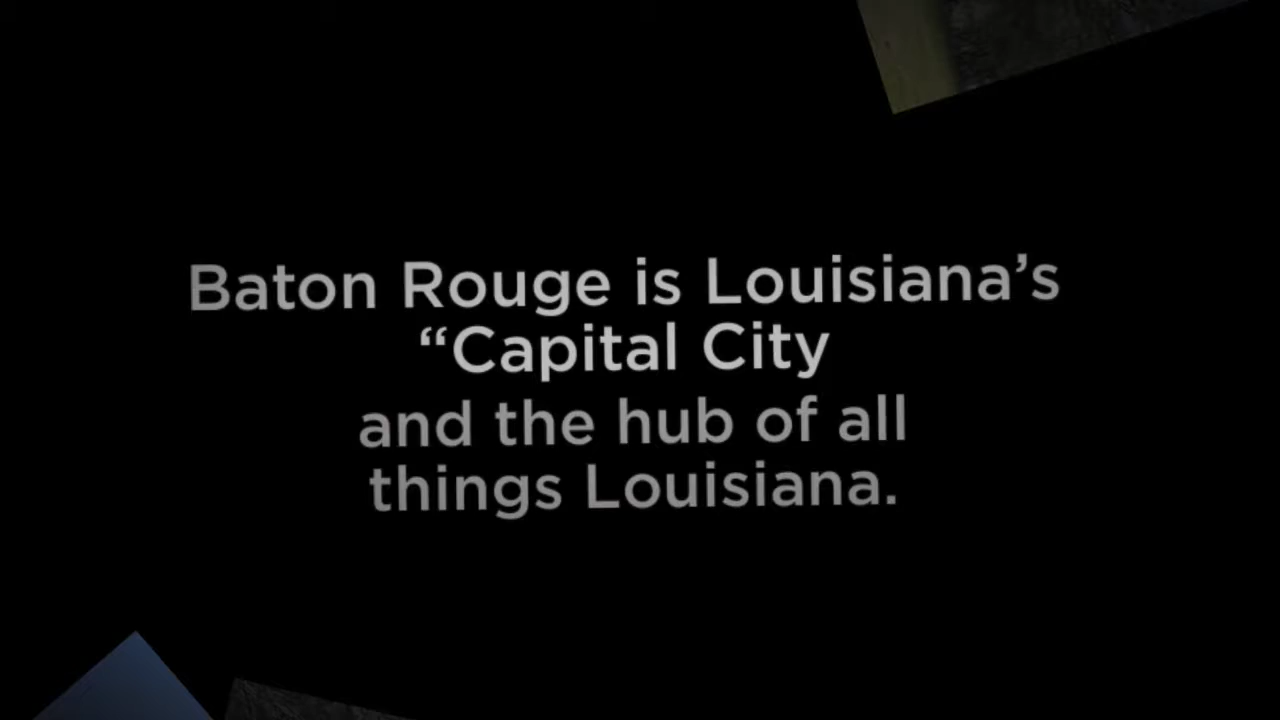 Baton Rouge is Louisiana’s
“Capital City
and the hub of all
things Louisiana.